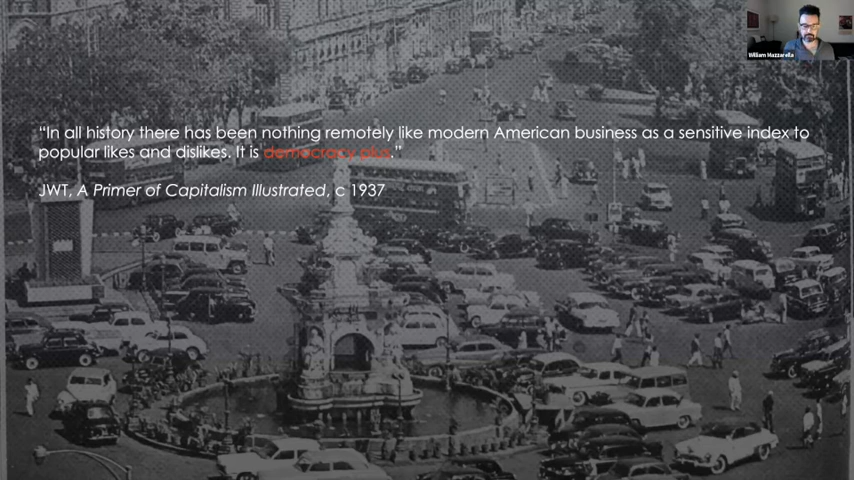 William Mazzarella
“In all history there has been nothing remotely like modern American business as a sensitive index to
popular likes and dislikes. It is democracy plus.”
JWT, A Primer of Capitalism Illustrated, c 1937